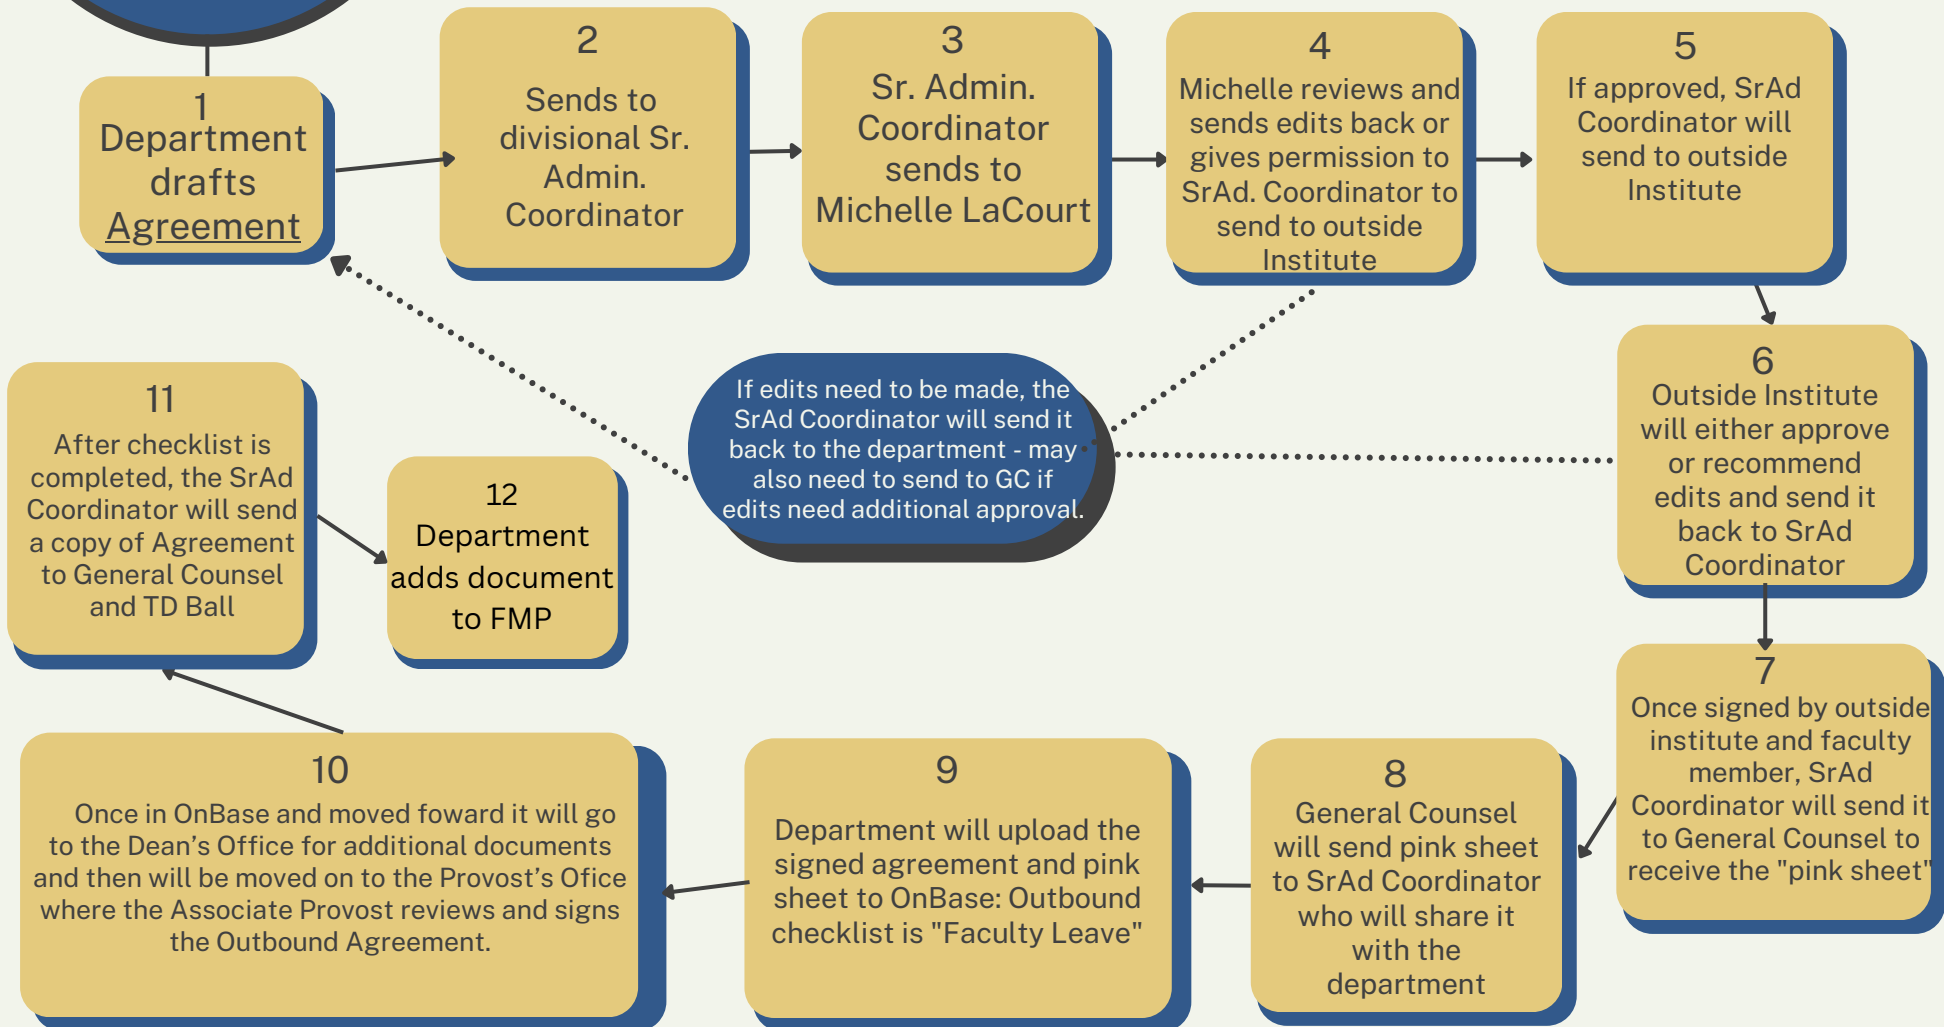 1
Department
drafts
Agreement
2
Sends to
divisional Sr.
Admin.
Coordinator
3
Sr. Admin.
Coordinator
sends to
Michelle LaCourt
4
Michelle reviews and
sends edits back or
gives permission to
SrAd. Coordinator to
send to outside
Institute
5
If approved, SrAd
Coordinator will
send to outside
Institute
6
Outside Institute
will either approve
or recommend
edits and send it
back to SrAd
Coordinator
If edits need to be made, the
SrAd Coordinator will send it
back to the department - may
also need to send to GC if
edits need additional approval.
7
Once signed by outside
institute and faculty
member, SrAd
Coordinator will send it
to General Counsel to
receive the "pink sheet"
8
General Counsel
will send pink sheet
to SrAd Coordinator
who will share it
with the
department
9
Department will upload the
signed agreement and pink
sheet to OnBase: Outbound
checklist is "Faculty Leave"
10
Once in OnBase and moved foward it will go
to the Dean’s Office for additional documents
and then will be moved on to the Provost’s Ofice
where the Associate Provost reviews and signs
the Outbound Agreement.
11
After checklist is
completed, the SrAd
Coordinator will send
a copy of Agreement
to General Counsel
and TD Ball
12
Department
adds document
to FMP